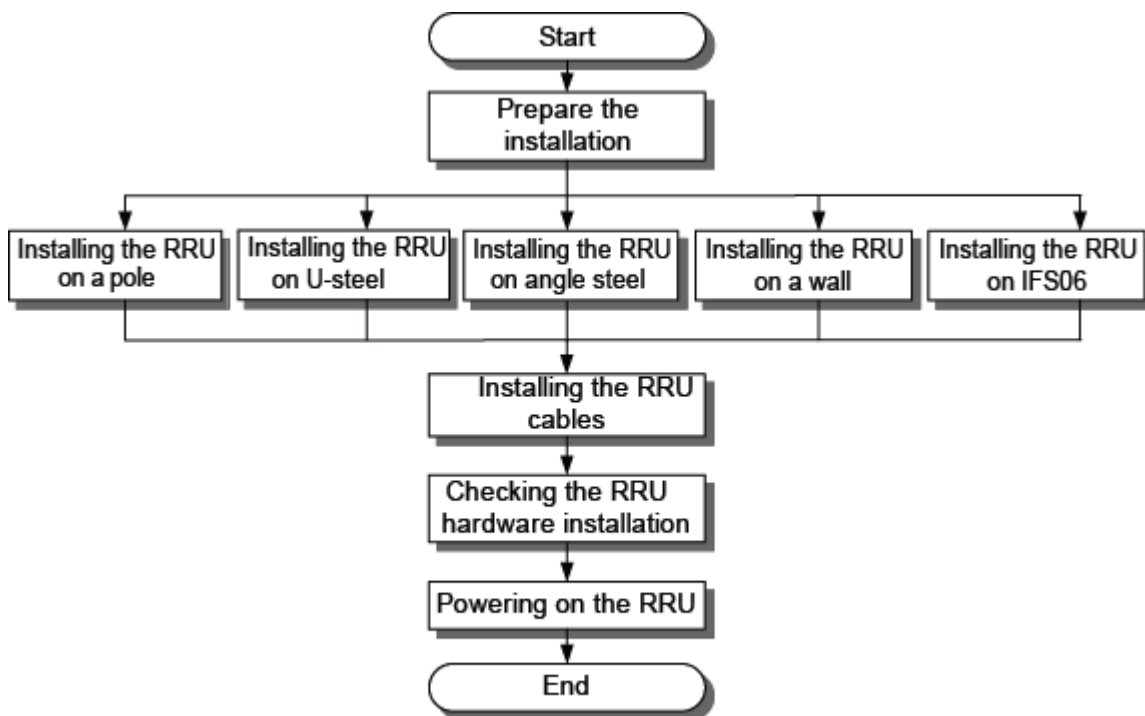 Start
Prepare the
installation
Installing the RRU
on a pole
Installing the RRU
on U-steel
Installing the RRU
on angle steel
Installing the RRU
on a wall
Installing the RRU
on IFS06
Installing the RRU
cables
Checking the RRU
hardware installation
Powering on the RRU
End